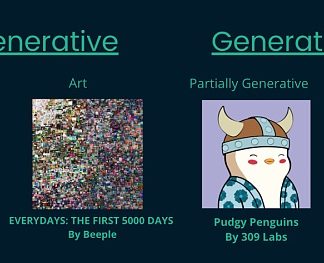 enerative
Generat
Art
Partially Generative
EVERYDAYS: THE FIRST 5000 DAYS
By Beeple
Pudgy Penguins
By 309 Labs